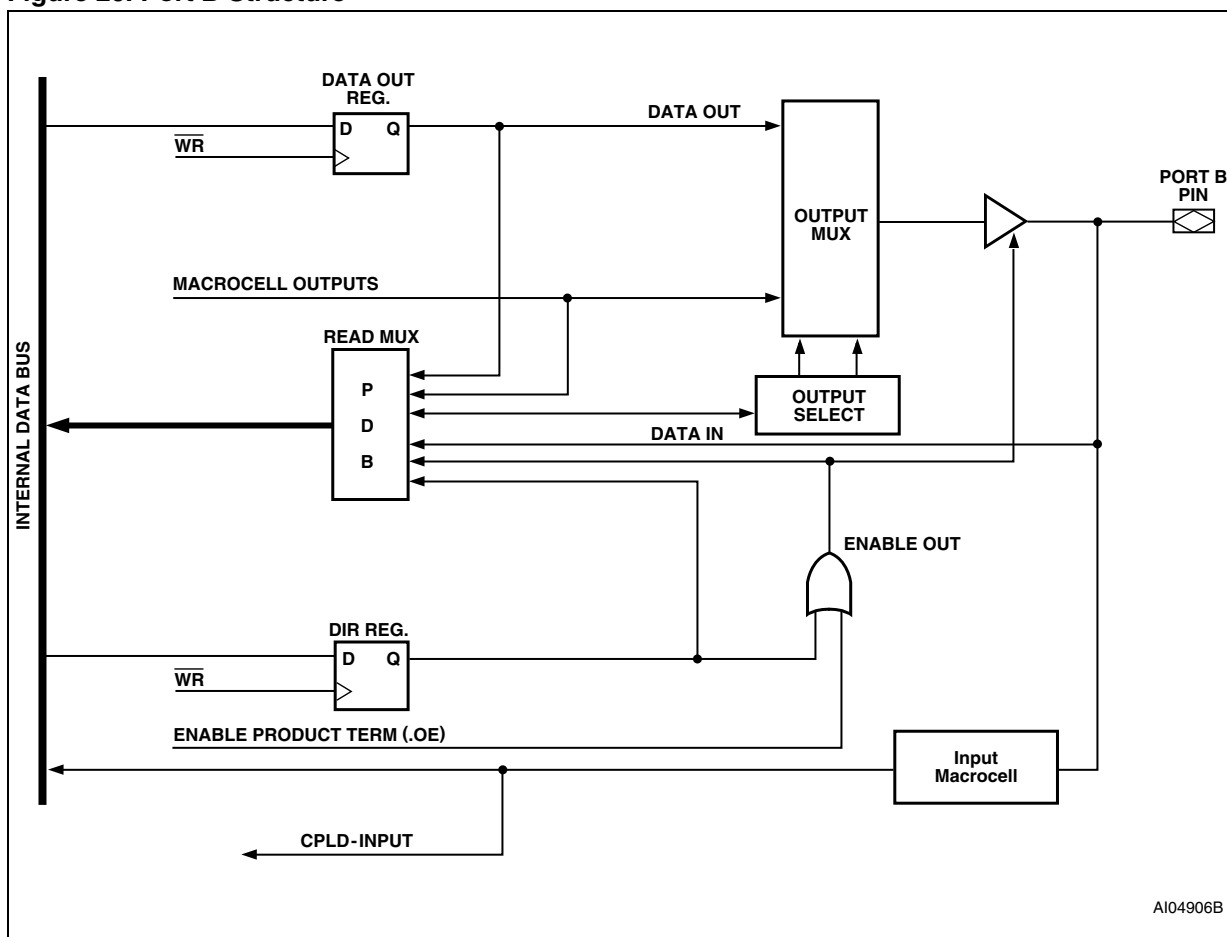 DATA OUT
REG.
D Q
WR
DATA OUT
OUTPUT
MUX
PORT B
PIN
MACROCELL OUTPUTS
READ MUX
P
D
B
OUTPUT
SELECT
DATA IN
INTERNAL DATA BUS
ENABLE OUT
DIR REG.
D Q
WR
ENABLE PRODUCT TERM (.OE)
Input
Macrocell
CPLD-INPUT
AI04906B